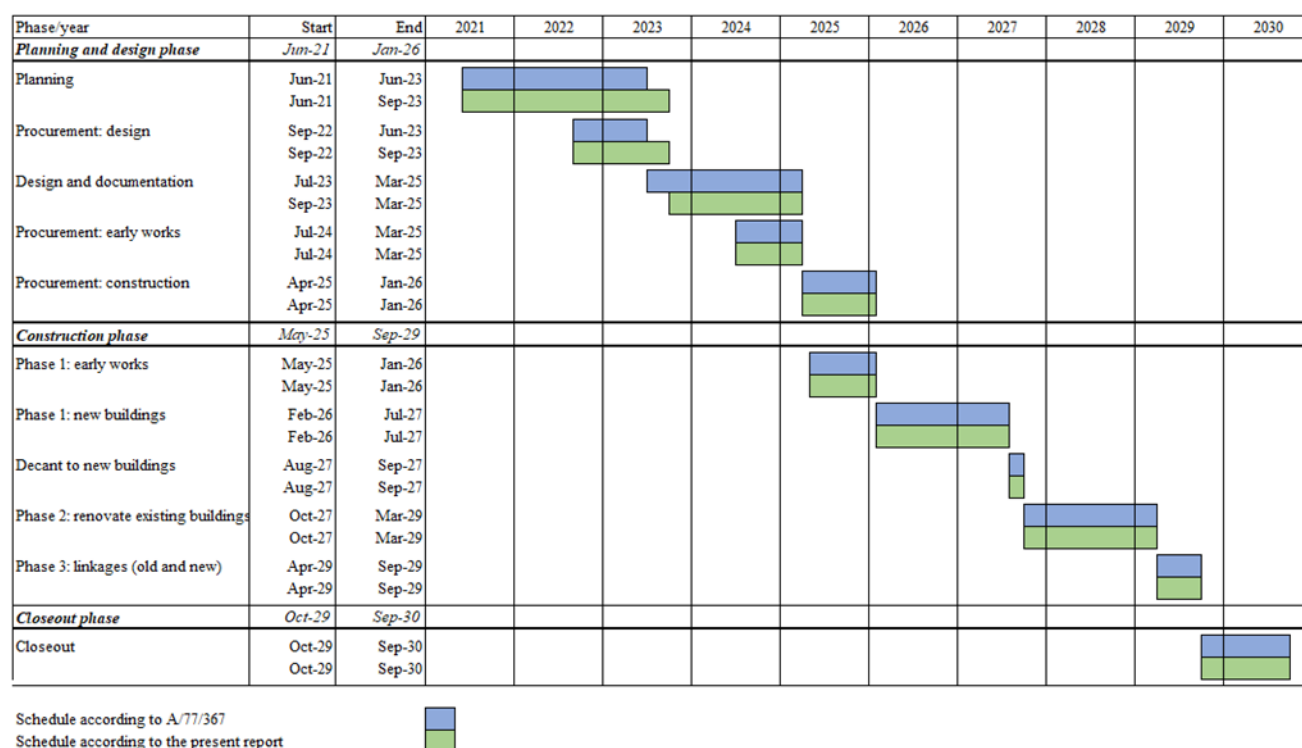 Phase/year Start End 2021 2022 2023 2024 2025 2026 2027 2028 2029 2030
Planning and design phase Jun-21 Jan-26
Planning Jun-21 Jun-23
Jun-21 Sep-23
Procurement: design Sep-22 Jun-23
Sep-22 Sep-23
Design and documentation Jul-23 Mar-25
Sep-23 Mar-25
Procurement: early works Jul-24 Mar-25
Jul-24 Mar-25
Procurement: construction Apr-25 Jan-26
Apr-25 Jan-26
Construction phase May-25 Sep-29
Phase 1: early works May-25 Jan-26
May-25 Jan-26
Phase 1: new buildings Feb-26 Jul-27
Feb-26 Jul-27
Decant to new buildings Aug-27 Sep-27
Aug-27 Sep-27
Phase 2: renovate existing buildings Oct-27 Mar-29
Oct-27 Mar-29
Phase 3: linkages (old and new) Apr-29 Sep-29
Apr-29 Sep-29
Closeout phase Oct-29 Sep-30
Closeout Oct-29 Sep-30
Oct-29 Sep-30
Schedule according to A/77/367
Schedule according to the present report